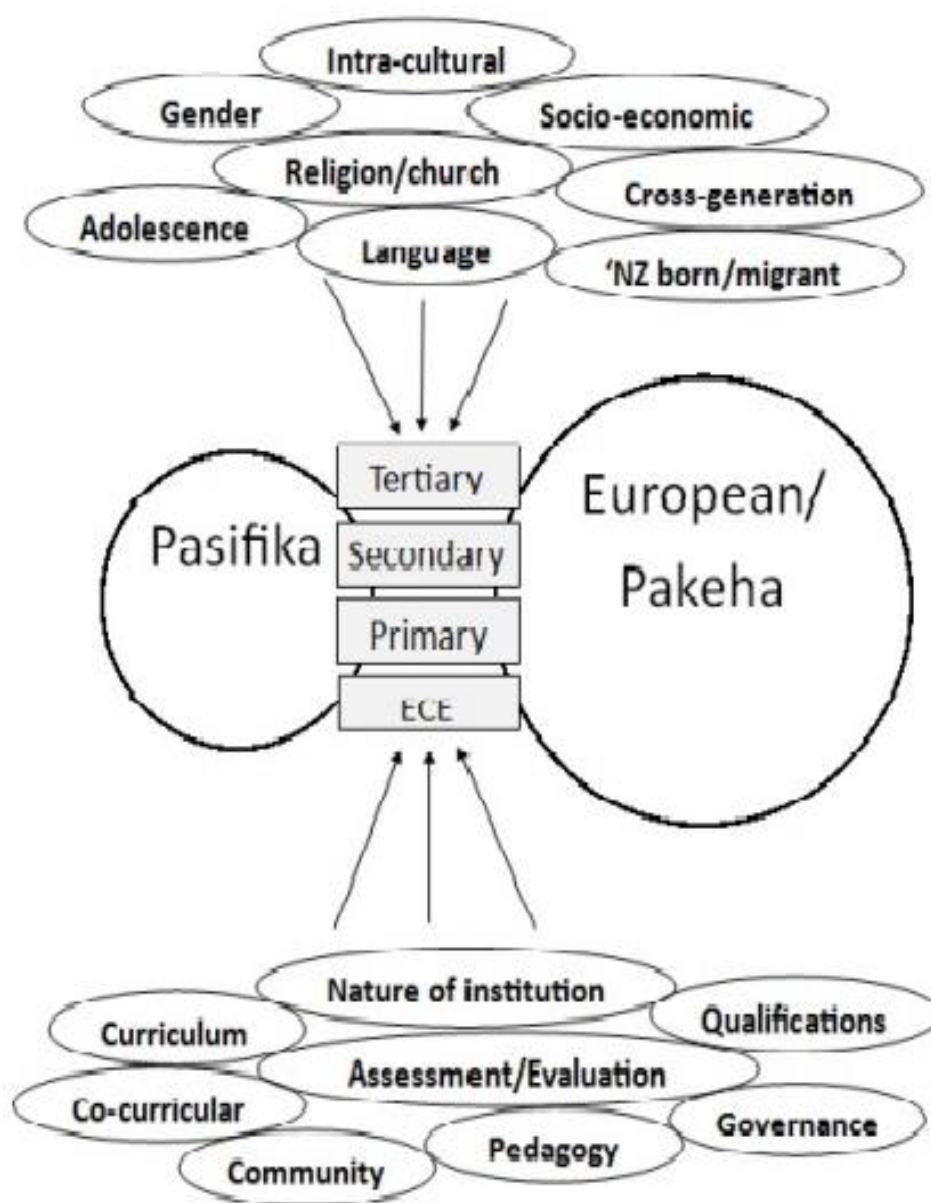 Intra-cultural
Gender
Socio-economic
Religion/church
Cross-generation
Adolescence
Language
‘NZ born/migrant
Tertiary
European/
Pasifika
Secondary
Pakeha
Primary
ECE
Nature of institution
Curriculum
Qualifications
Assessment/Evaluation
Co-curricular
Governance
Pedagogy
Community